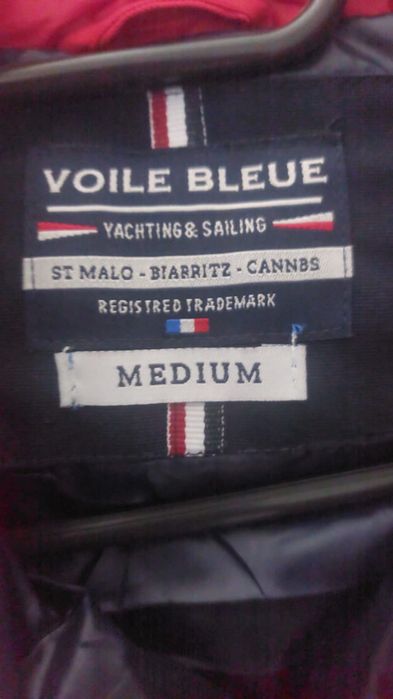 VOILE BLEUE
YACHTING & SAILING
ST MALO - BIARRITZ - CANNBS
REGISTRED TRADEMARK
MEDIUM